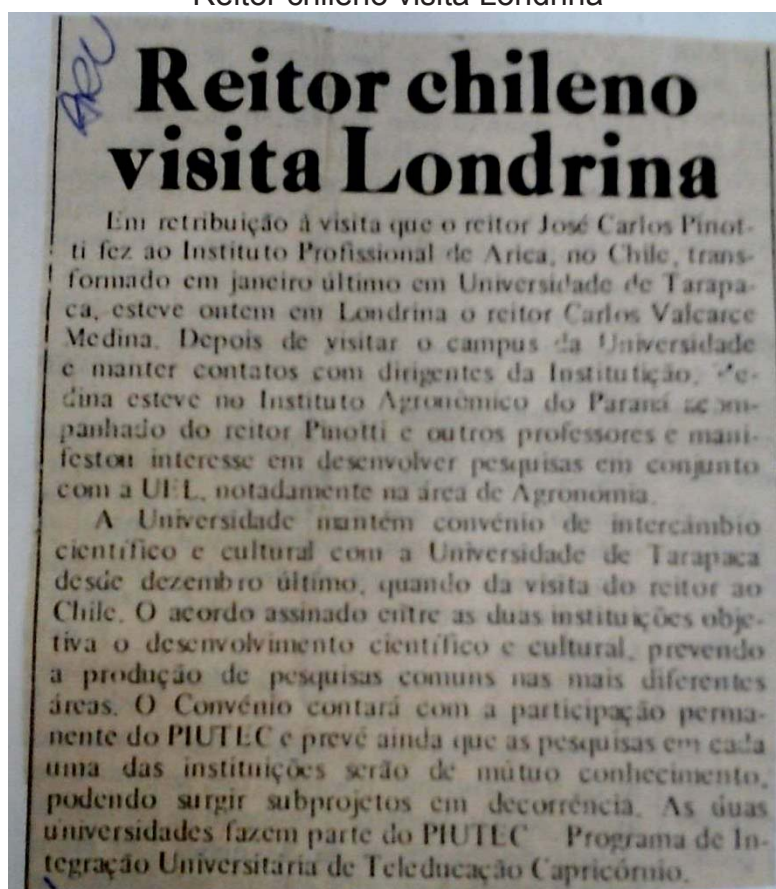 Reitor chileno visita Londrina
ARU
Reitor chileno
visita Londrina
Em retribuição à visita que o reitor José Carlos Pinot-
ti fez ao Instituto Profissional de Arica, no Chile, trans-
formado em janeiro último em Universidade de Tarapa-
ca, esteve ontem em Londrina o reitor Carlos Valcarce
Medina. Depois de visitar o campus da Universidade
e manter contatos com dirigentes da Institutição, Me-
dina esteve no Instituto Agronômico do Paraná acom-
panhado do reitor Pinotti e outros professores e mani-
festou interesse em desenvolver pesquisas em conjunto
com a UEL, notadamente na área de Agronomia.
A Universidade mantém convênio de intercâmbio
científico e cultural com a Universidade de Tarapaca
desde dezembro último, quando da visita do reitor ao
Chile. O acordo assinado entre as duas instituições obje-
tiva o desenvolvimento científico e cultural, prevendo
a produção de pesquisas comuns nas mais diferentes
áreas. O Convênio contará com a participação perma-
nente do PIUTEC e prevê ainda que as pesquisas em cada
uma das instituições serão de mútuo conhecimento,
podendo surgir subprojetos em decorrência. As duas
universidades fazem parte do PIUTEC Programa de In-
tegração Universitária de Teleducação Capricórnio.